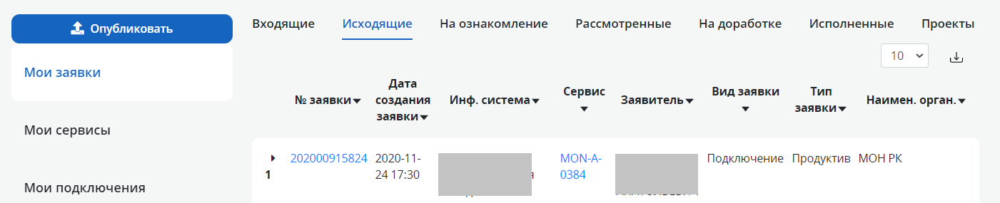 Опубликовать
Мои заявки
Мои сервисы
Мои подключения
Входящие Исходящие На ознакомление Рассмотренные На доработке Исполненные Проекты
10
№ заявки
Дата создания заявки
Инф. система
Сервис
Заявитель
Вид заявки
Тип заявки
Наимен. орган.
1
202000915824
2020-11-
24 17:30
MON-A-
0384
Подключение
Продуктив
МОН РК